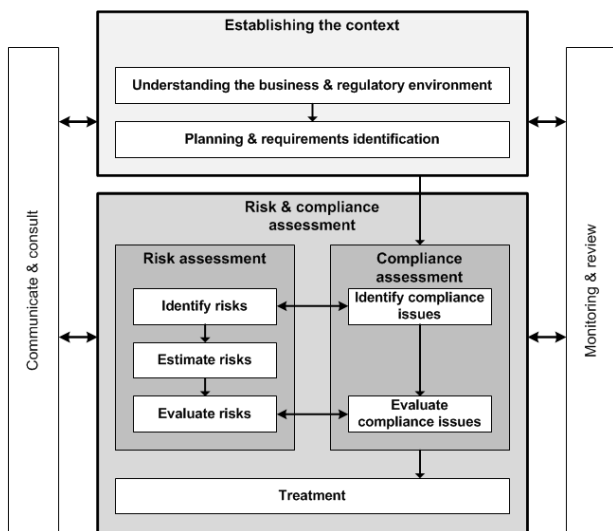 Establishing the context
Understanding the business & regulatory environment
Planning & requirements identification
Communicate & consult
Monitoring & review
Risk & compliance
assessment
Risk assessment
Identify risks
Estimate risks
Evaluate risks
Compliance
assessment
Identify compliance
issues
Evaluate
compliance issues
Treatment